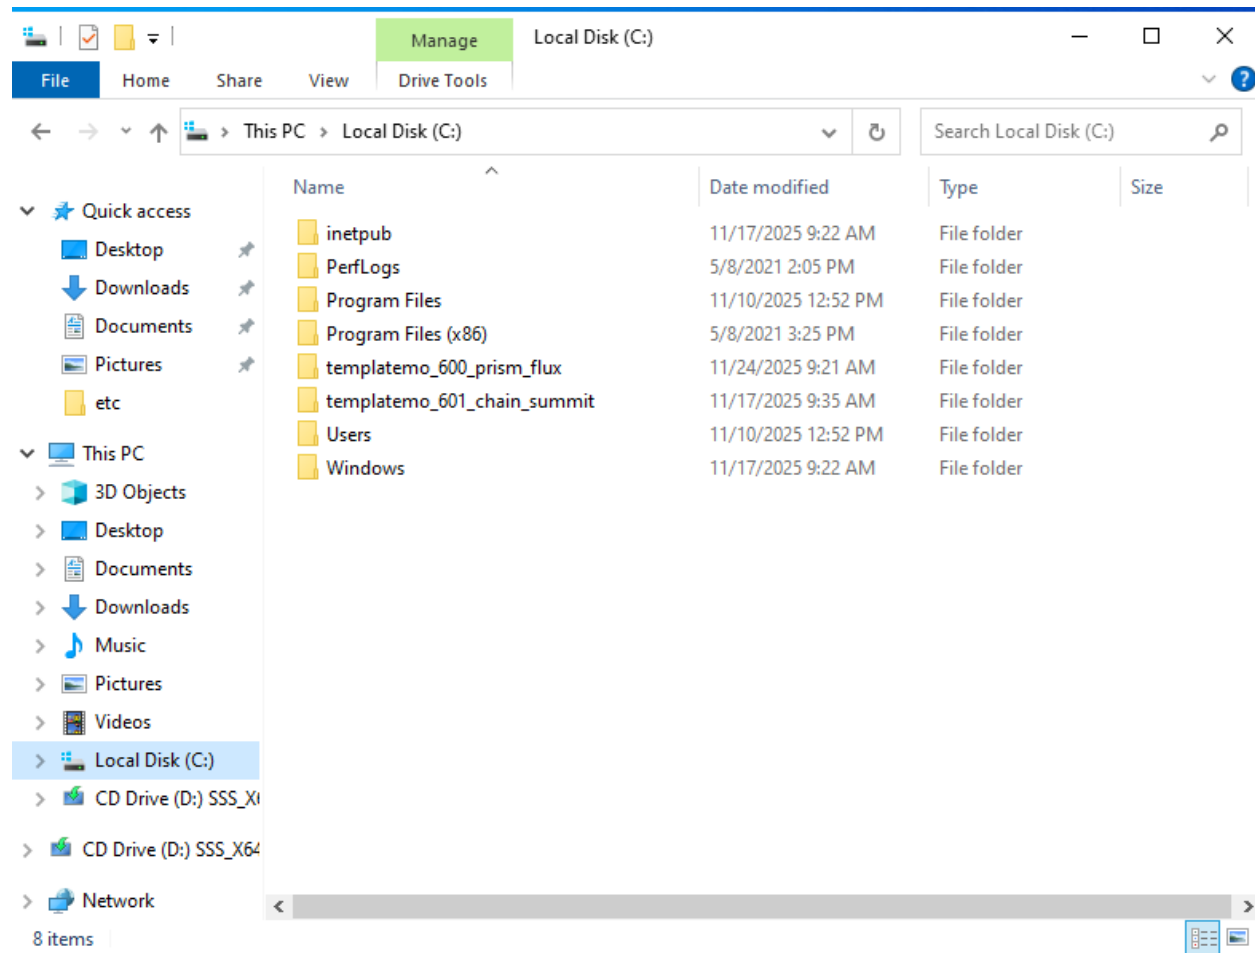 Manage Local Disk (C:)
File Home Share View Drive Tools
This PC Local Disk (C:)
Search Local Disk (C:)
Quick access
Desktop
Downloads
Documents
Pictures
etc
This PC
3D Objects
Desktop
Documents
Downloads
Music
Pictures
Videos
Local Disk (C:)
CD Drive (D:) SSS_X6
CD Drive (D:) SSS_X64
Network
Name Date modified Type Size
inetpub 11/17/2025 9:22 AM File folder
PerfLogs 5/8/2021 2:05 PM File folder
Program Files 11/10/2025 12:52 PM File folder
Program Files (x86) 5/8/2021 3:25 PM File folder
templatemo_600_prism_flux 11/24/2025 9:21 AM File folder
templatemo_601_chain_summit 11/17/2025 9:35 AM File folder
Users 11/10/2025 12:52 PM File folder
Windows 11/17/2025 9:22 AM File folder
8 items